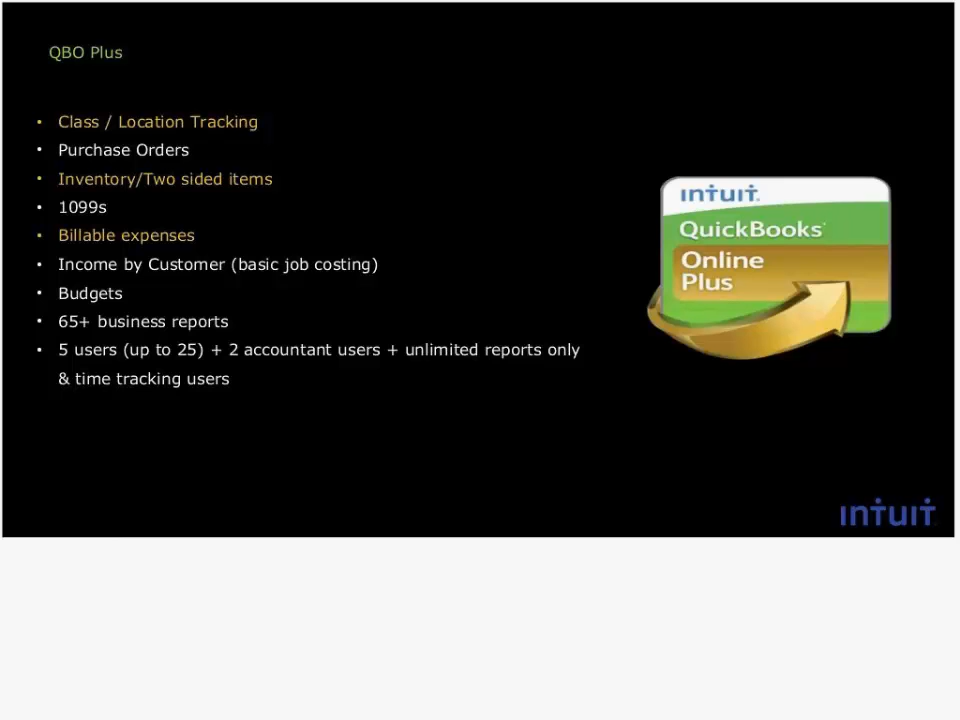 QBO Plus
• Class / Location Tracking
• Purchase Orders
• Inventory/Two sided items
• 1099s
• Billable expenses
• Income by Customer (basic job costing)
• Budgets
• 65+ business reports
• 5 users (up to 25) + 2 accountant users + unlimited reports only
& time tracking users
intuit
QuickBooks
Online
Plus
intuit